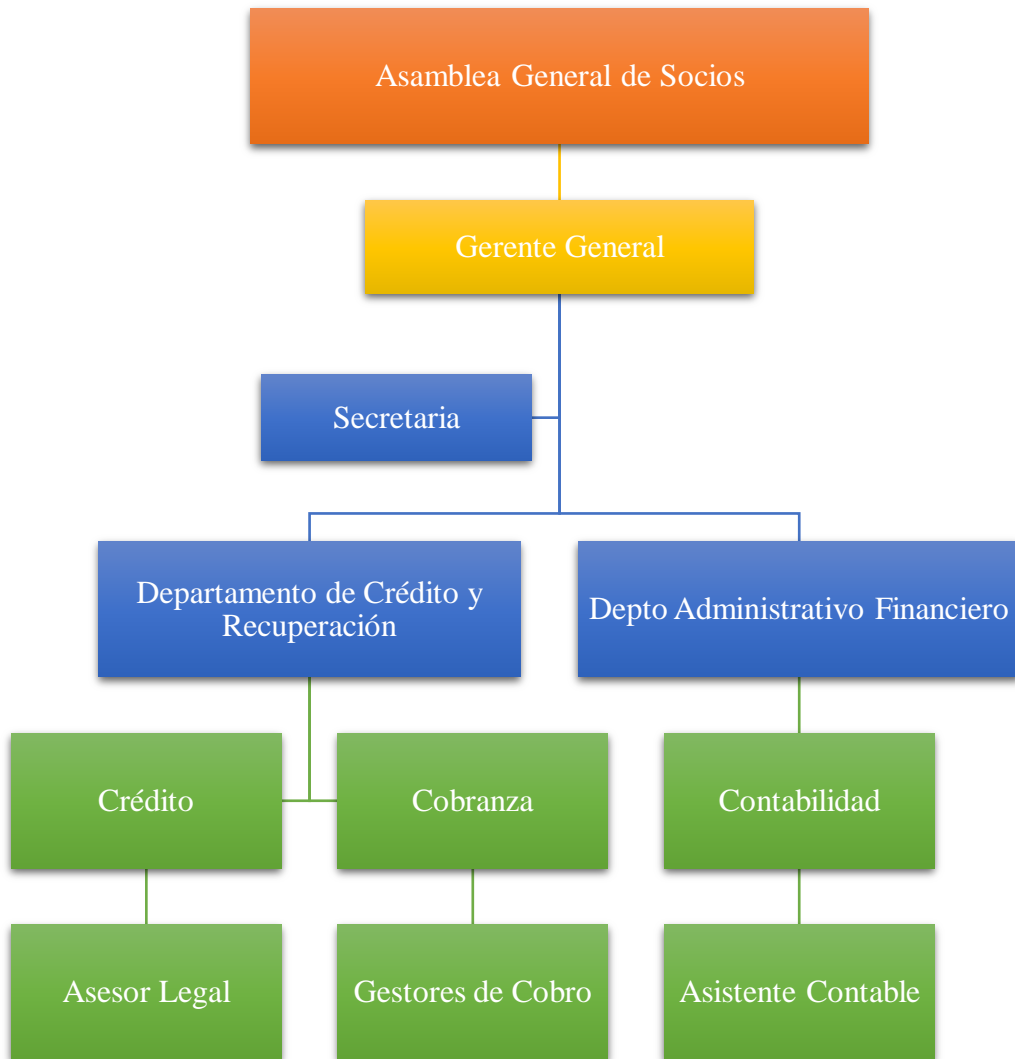 Asamblea General de Socios
Gerente General
Secretaria
Departamento de Crédito y
Recuperación
Depto Administrativo Financiero
Crédito
Cobranza
Contabilidad
Asesor Legal
Gestores de Cobro
Asistente Contable